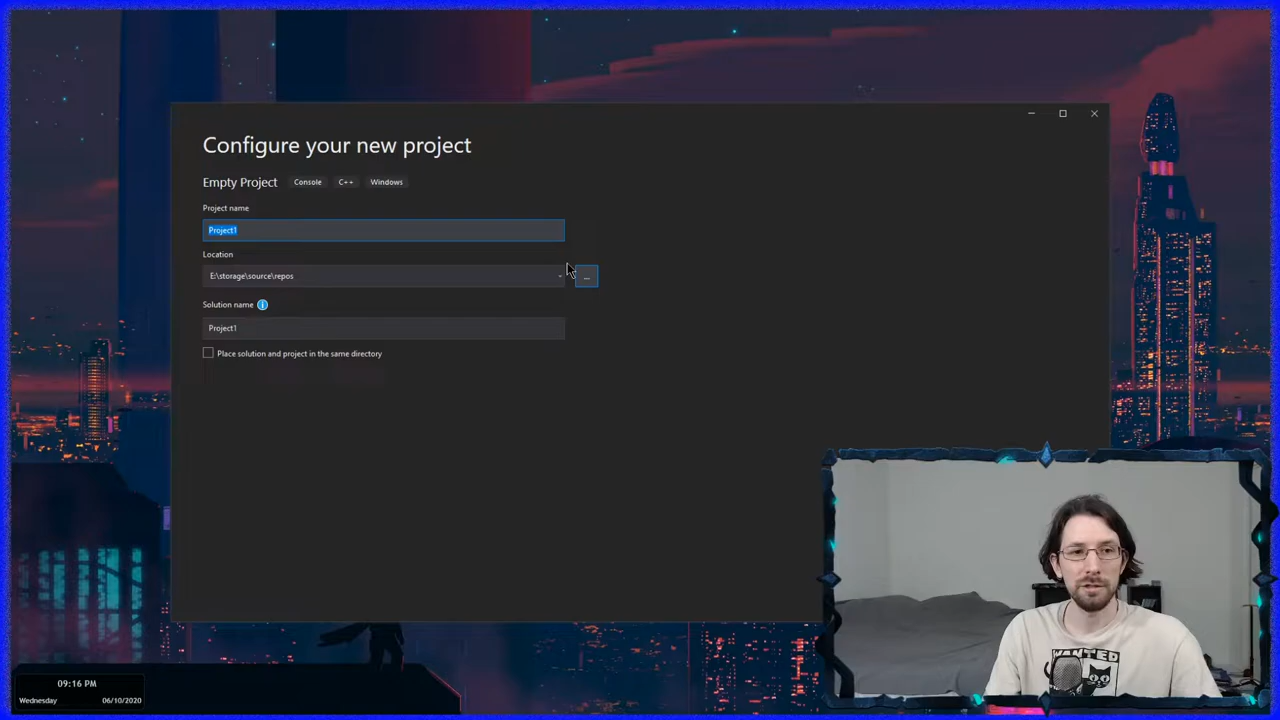 Configure your new project
Empty Project Console C++ Windows
Project name
Project1
Location
E:\storage\source\repos
...
Solution name
Project1
Place solution and project in the same directory
WANTED
09:16 PM
Wednesday 06/10/2020